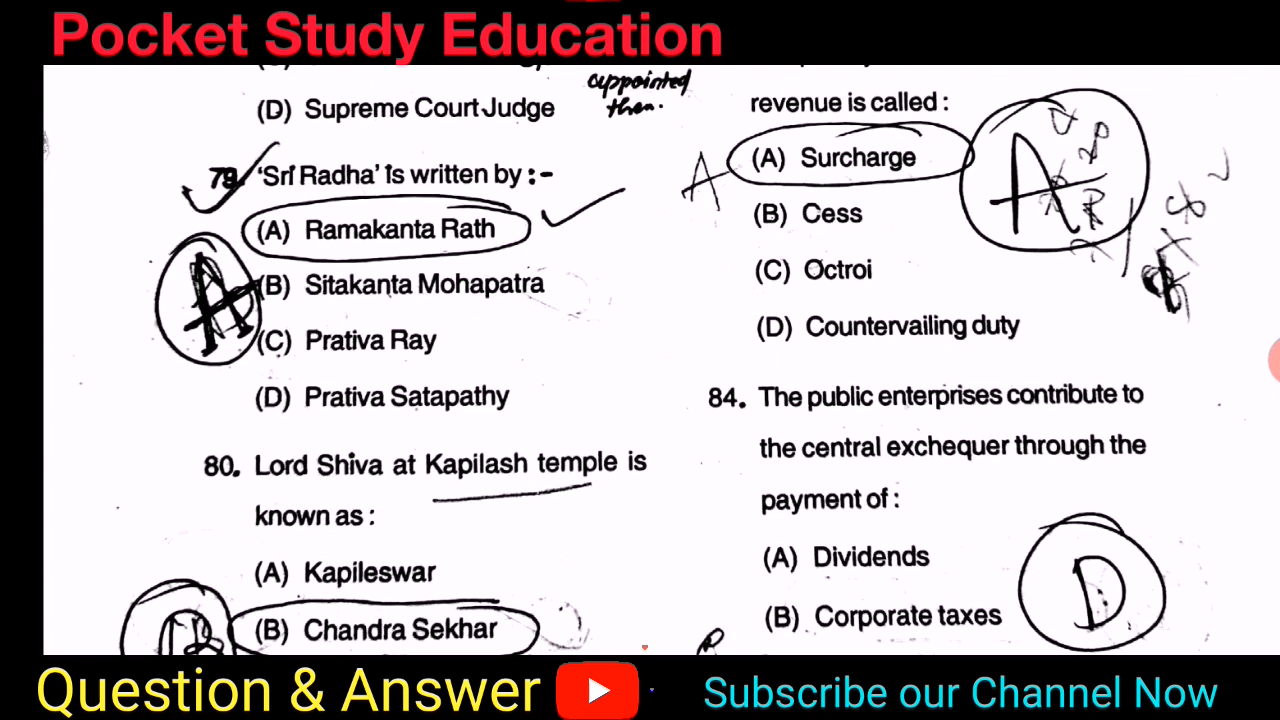 Pocket Study Education
appointed
then.
(D) Supreme Court Judge
79. 'Sri Radha' is written by :-
(A) Ramakanta Rath
(B) Sitakanta Mohapatra
(C) Prativa Ray
(D) Prativa Satapathy
A
80. Lord Shiva at Kapilash temple is
known as :
(A) Kapileswar
(B) Chandra Sekhar
B
revenue is called :
(A) Surcharge
A
A
(B) Cess
(C) Octroi
(D) Countervailing duty
84. The public enterprises contribute to
the central exchequer through the
payment of :
(A) Dividends
(B) Corporate taxes
D
Question & Answer
Subscribe our Channel Now